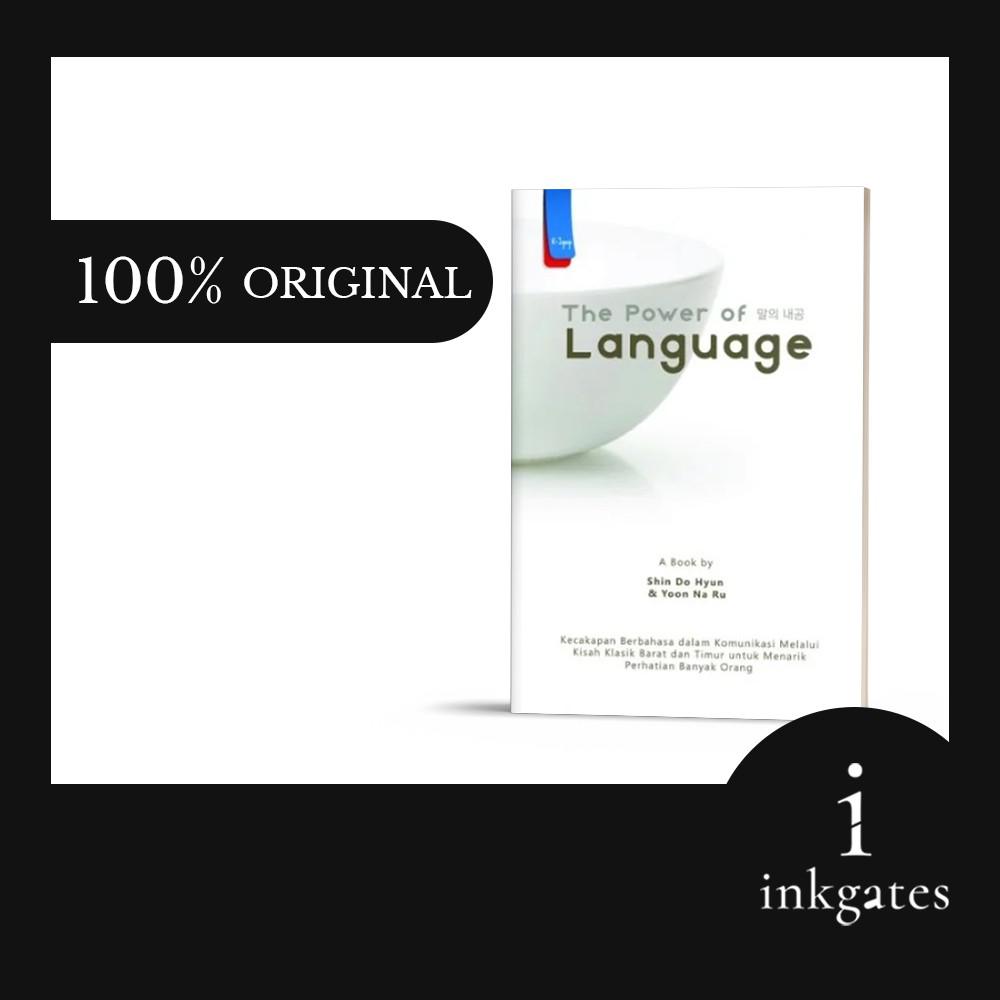 100% ORIGINAL
The Power of 말의 내공
Language
A Book by
Shin Do Hyun
& Yoon Na Ru
Kecakapan Berbahasa dalam Komunikasi Melalui
Kisah Klasik Barat dan Timur untuk Menarik
Perhatian Banyak Orang
i
inkgates